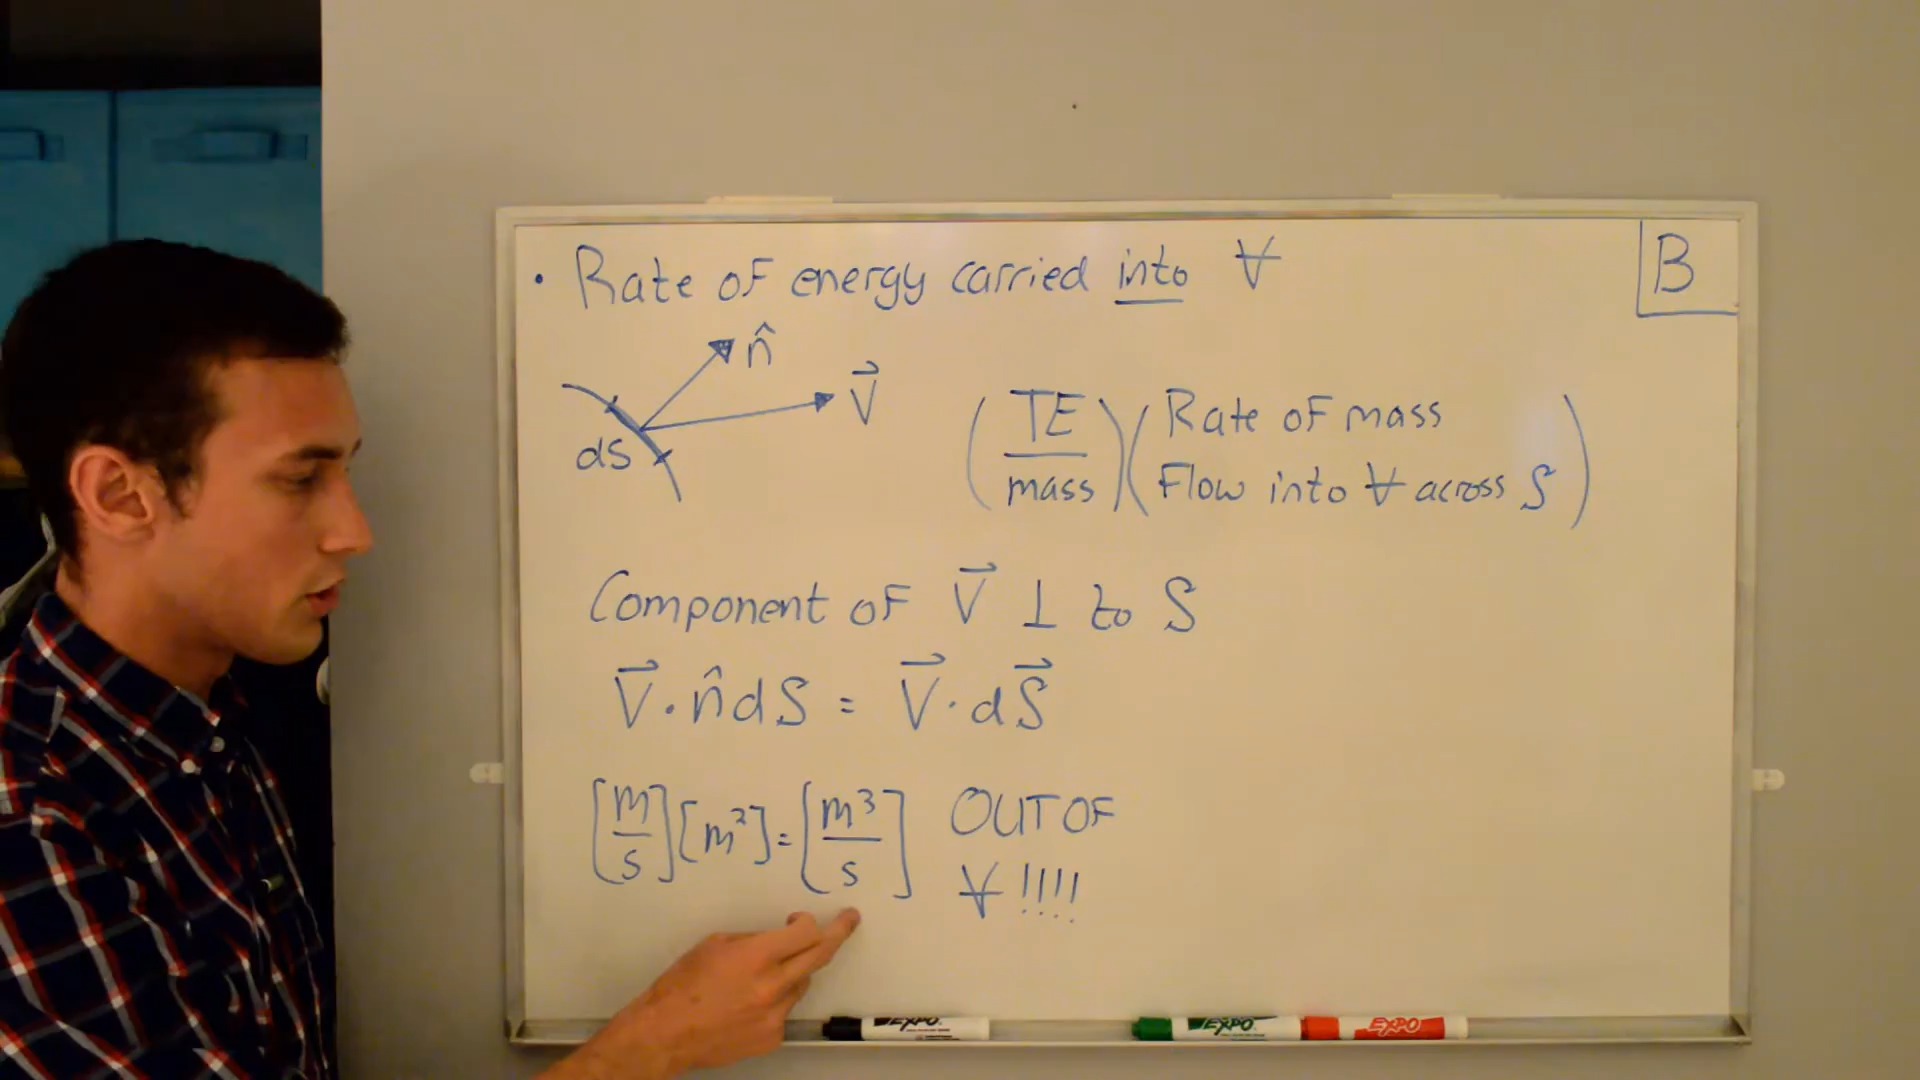 • Rate of energy carried into V̶
B
n̂
V⃗
dS
(TE/mass)(Rate of mass
Flow into V̶ across S)
Component of V⃗ ⊥ to S
V⃗ · n̂ dS = V⃗ · dS⃗
[m/s][m²] = [m³/s] OUT OF
V̶ !!!!
EXPO
EXPO
EXPO